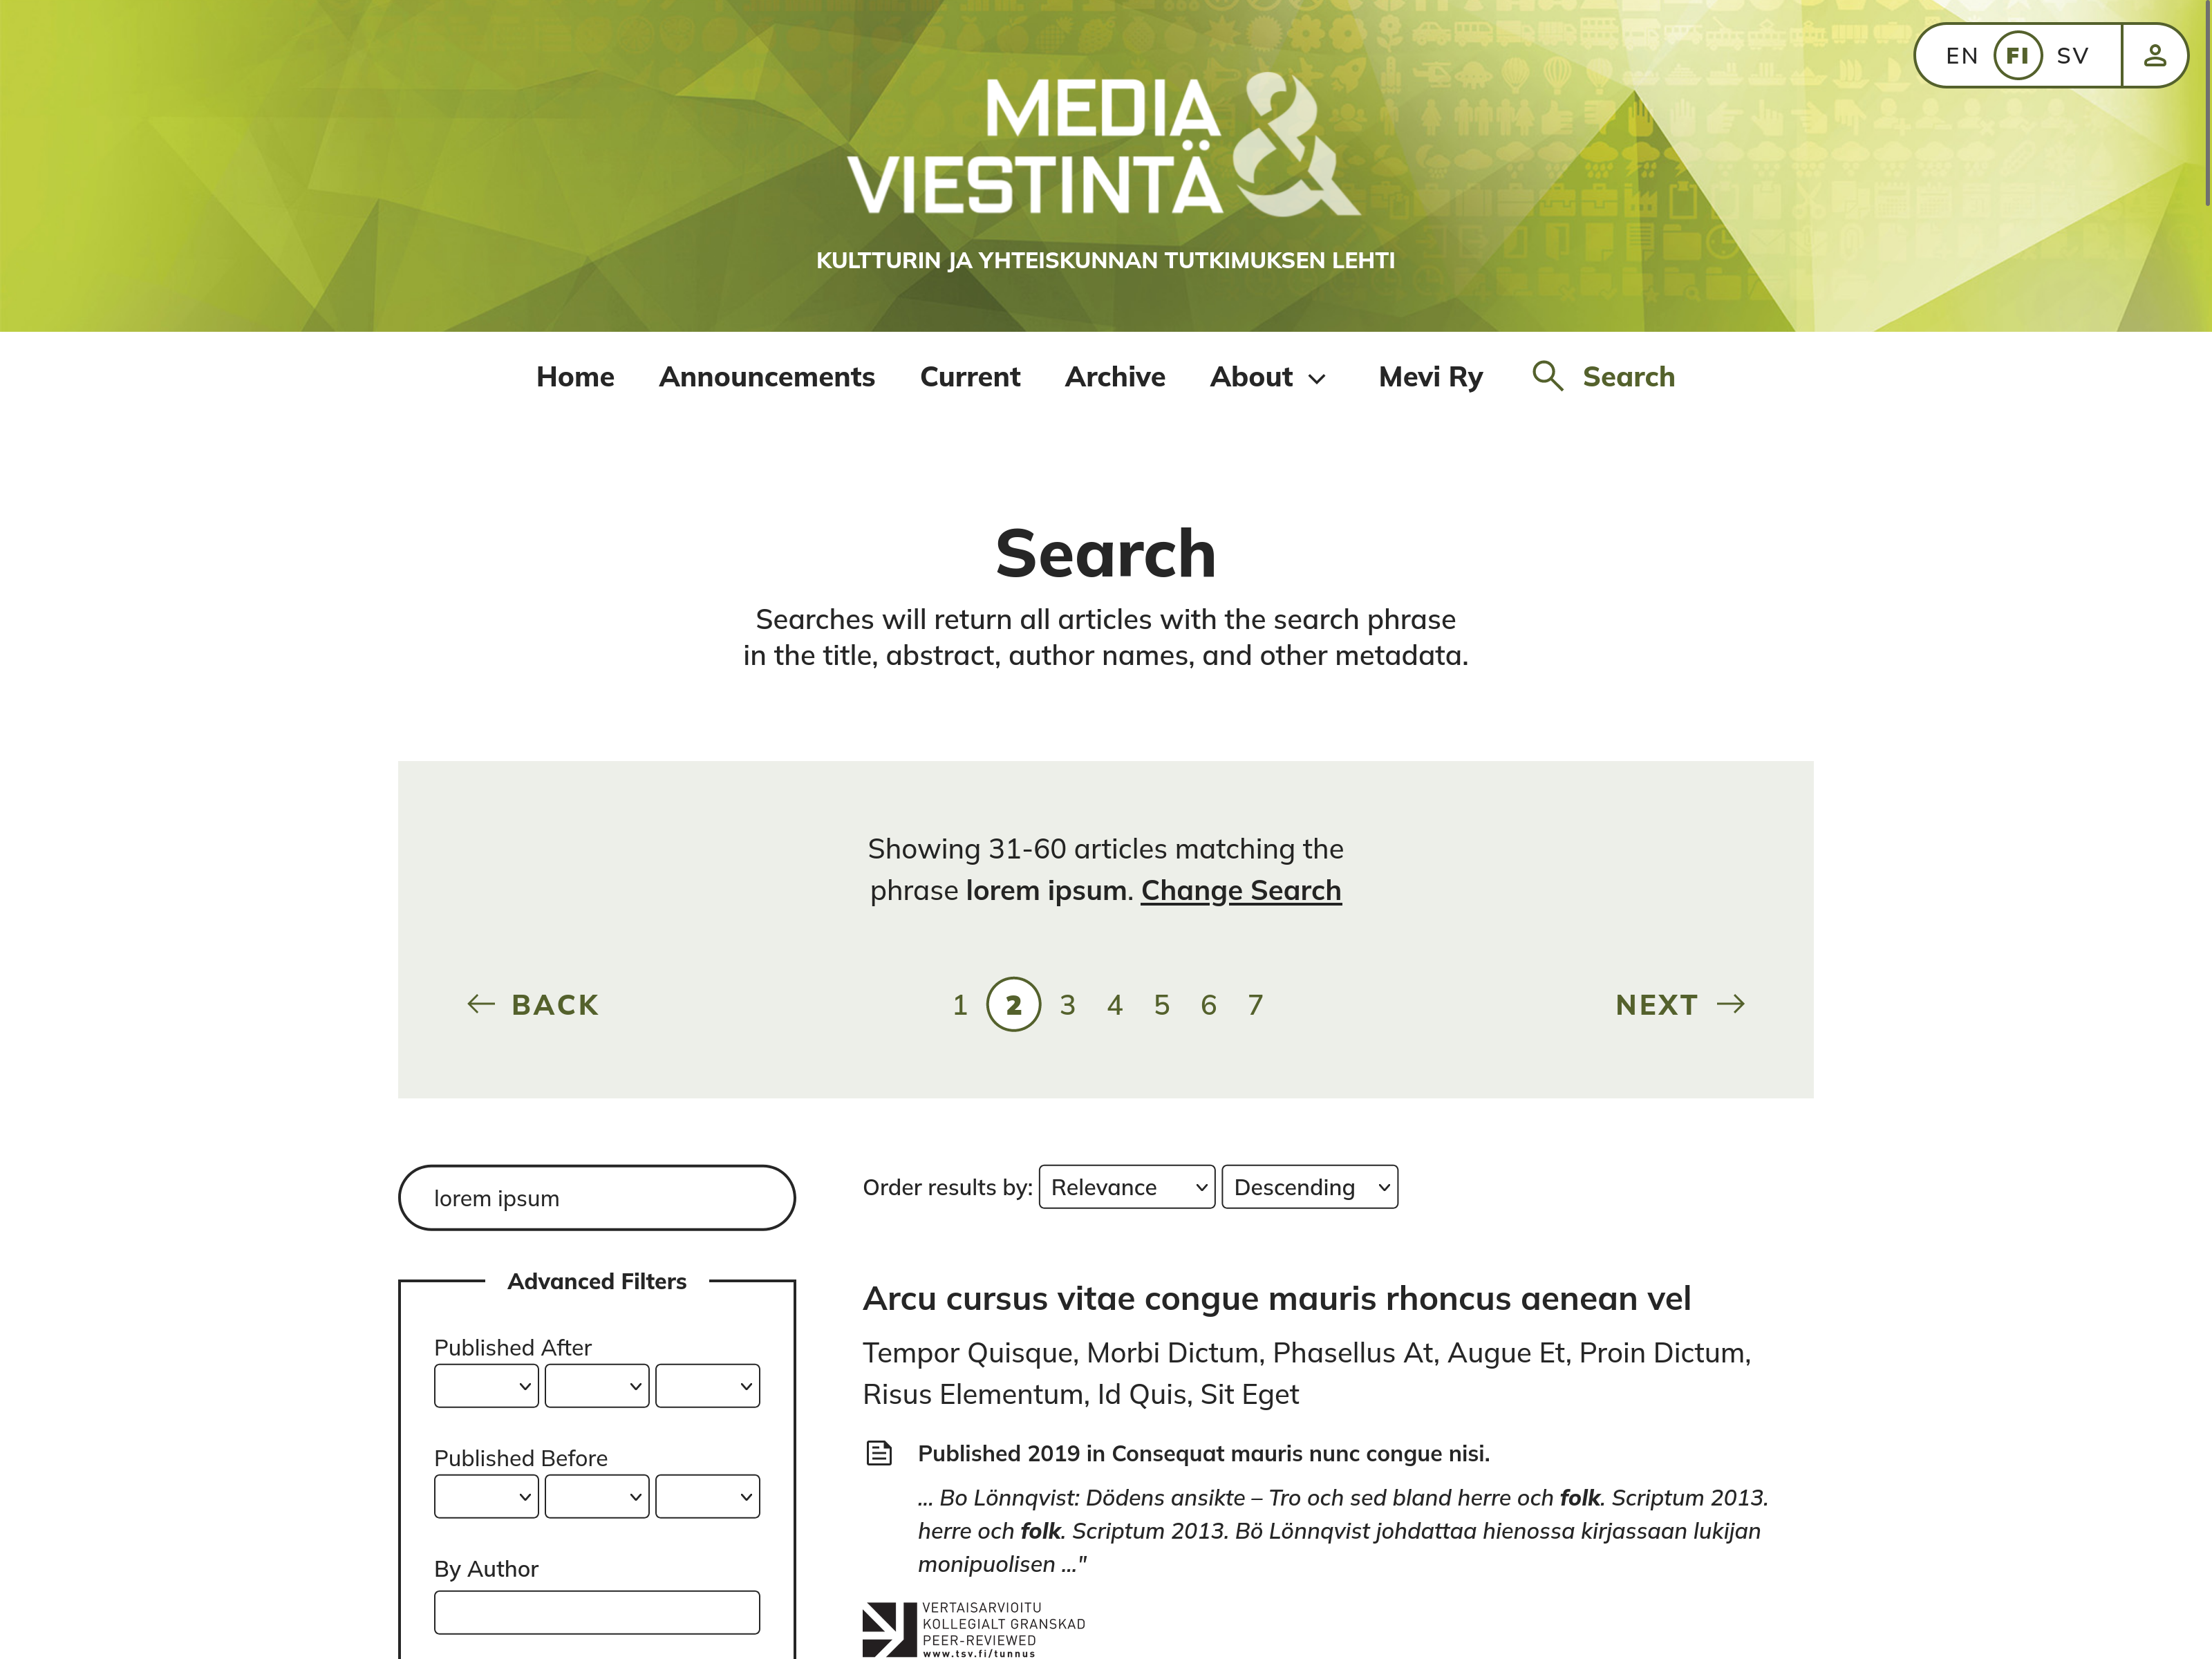 EN FI SV
MEDIA &
VIESTINTÄ
KULTTURIN JA YHTEISKUNNAN TUTKIMUKSEN LEHTI
Home Announcements Current Archive About Mevi Ry Search
Search
Searches will return all articles with the search phrase
in the title, abstract, author names, and other metadata.
Showing 31-60 articles matching the
phrase lorem ipsum. Change Search
BACK 1 2 3 4 5 6 7 NEXT
lorem ipsum
Advanced Filters
Published After
Published Before
By Author
Order results by: Relevance Descending
Arcu cursus vitae congue mauris rhoncus aenean vel
Tempor Quisque, Morbi Dictum, Phasellus At, Augue Et, Proin Dictum,
Risus Elementum, Id Quis, Sit Eget
Published 2019 in Consequat mauris nunc congue nisi.
... Bo Lönnqvist: Dödens ansikte – Tro och sed bland herre och folk. Scriptum 2013.
herre och folk. Scriptum 2013. Bö Lönnqvist johdattaa hienossa kirjassaan lukijan
monipuolisen ..."
VERTAISARVIOITU
KOLLEGIALT GRANSKAD
PEER-REVIEWED
www.tsv.fi/tunnus